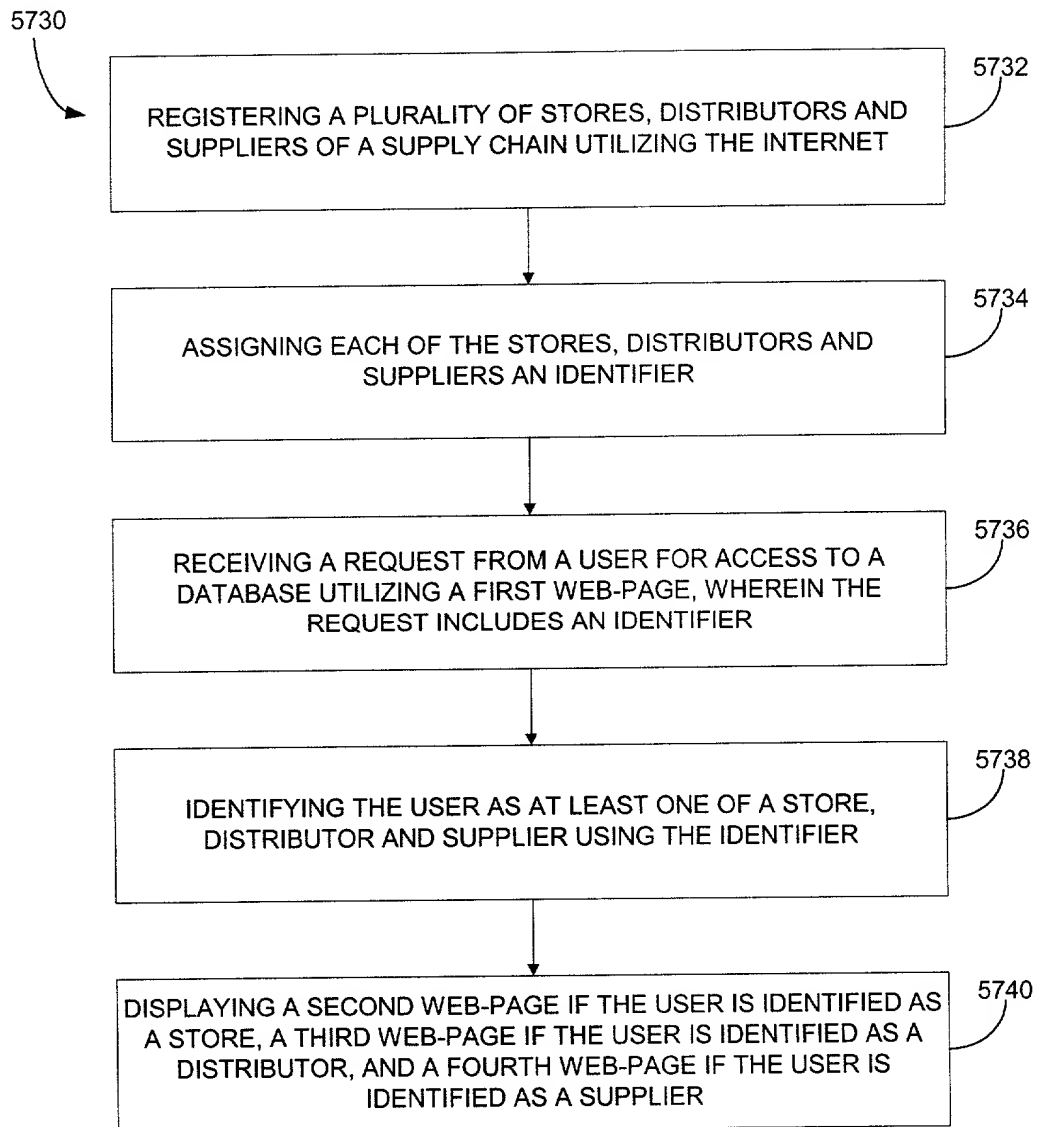 5730
5732
REGISTERING A PLURALITY OF STORES, DISTRIBUTORS AND
SUPPLIERS OF A SUPPLY CHAIN UTILIZING THE INTERNET
5734
ASSIGNING EACH OF THE STORES, DISTRIBUTORS AND
SUPPLIERS AN IDENTIFIER
5736
RECEIVING A REQUEST FROM A USER FOR ACCESS TO A
DATABASE UTILIZING A FIRST WEB-PAGE, WHEREIN THE
REQUEST INCLUDES AN IDENTIFIER
5738
IDENTIFYING THE USER AS AT LEAST ONE OF A STORE,
DISTRIBUTOR AND SUPPLIER USING THE IDENTIFIER
5740
DISPLAYING A SECOND WEB-PAGE IF THE USER IS IDENTIFIED AS
A STORE, A THIRD WEB-PAGE IF THE USER IS IDENTIFIED AS A
DISTRIBUTOR, AND A FOURTH WEB-PAGE IF THE USER IS
IDENTIFIED AS A SUPPLIER